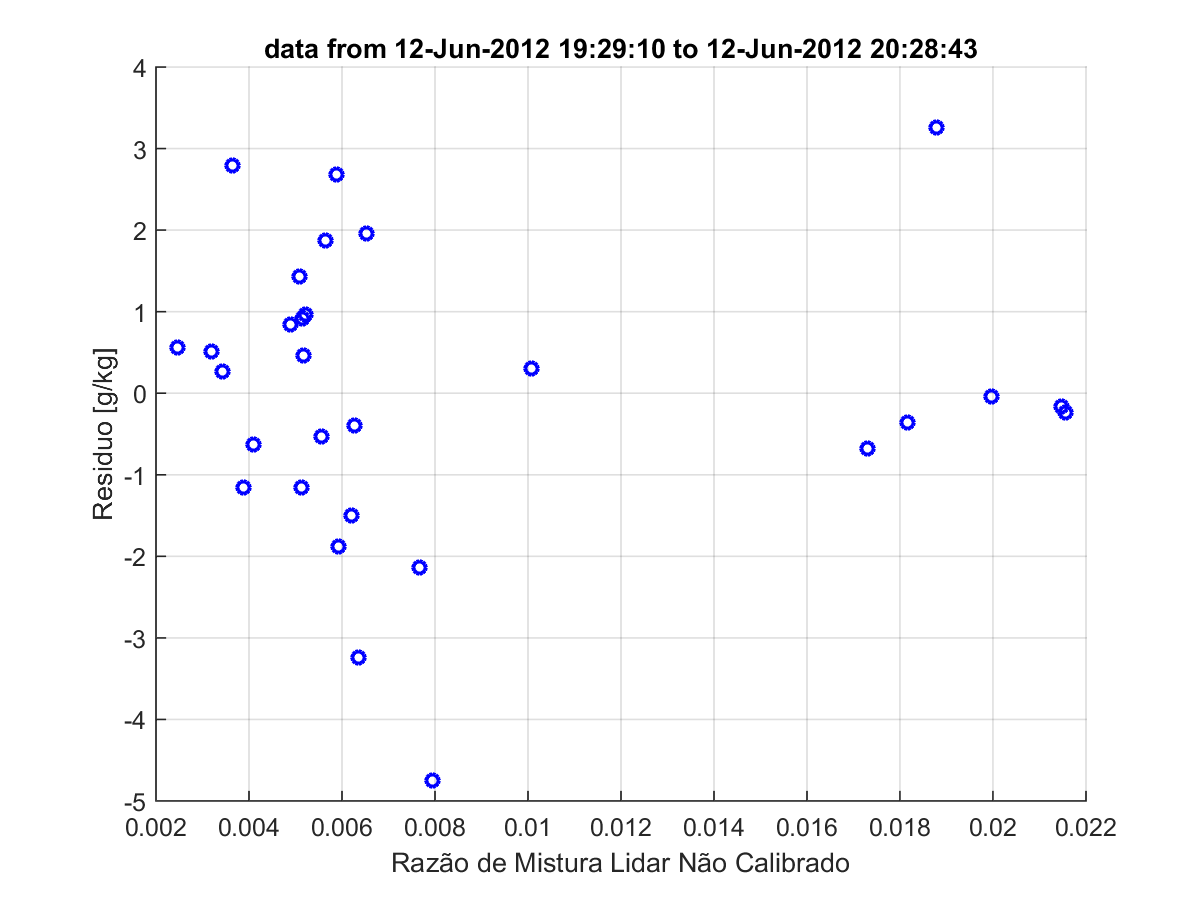 data from 12-Jun-2012 19:29:10 to 12-Jun-2012 20:28:43
4
3
2
1
0
-1
-2
-3
-4
-5
Residuo [g/kg]
0.002 0.004 0.006 0.008 0.01 0.012 0.014 0.016 0.018 0.02 0.022
Razão de Mistura Lidar Não Calibrado